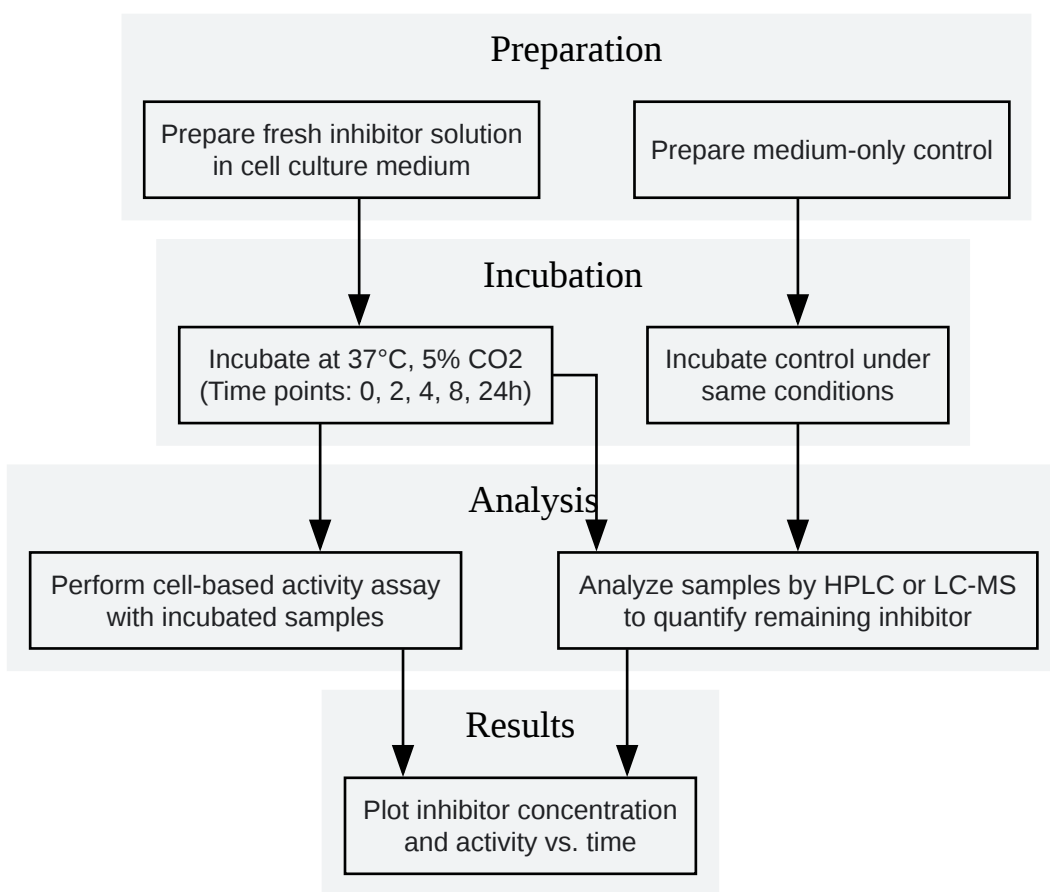 Preparation
Prepare fresh inhibitor solution
in cell culture medium
Prepare medium-only control
Incubation
Incubate at 37°C, 5% CO2
(Time points: 0, 2, 4, 8, 24h)
Incubate control under
same conditions
Analysis
Perform cell-based activity assay
with incubated samples
Analyze samples by HPLC or LC-MS
to quantify remaining inhibitor
Results
Plot inhibitor concentration
and activity vs. time